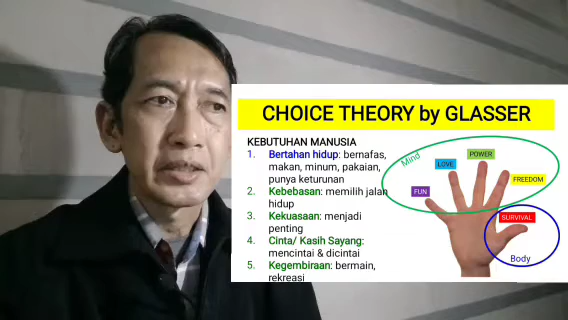 CHOICE THEORY by GLASSER
KEBUTUHAN MANUSIA
1. Bertahan hidup: bernafas,
makan, minum, pakaian,
punya ketu​runan
2. Kebebasan: memilih jalan
hidup
3. Kekuasaan: menjadi
penting
4. Cinta/ Kasih Sayang:
mencintai & dicintai
5. Kegembiraan: bermain,
rekreasi
Mind
LOVE
POWER
FREEDOM
FUN
SURVIVAL
Body